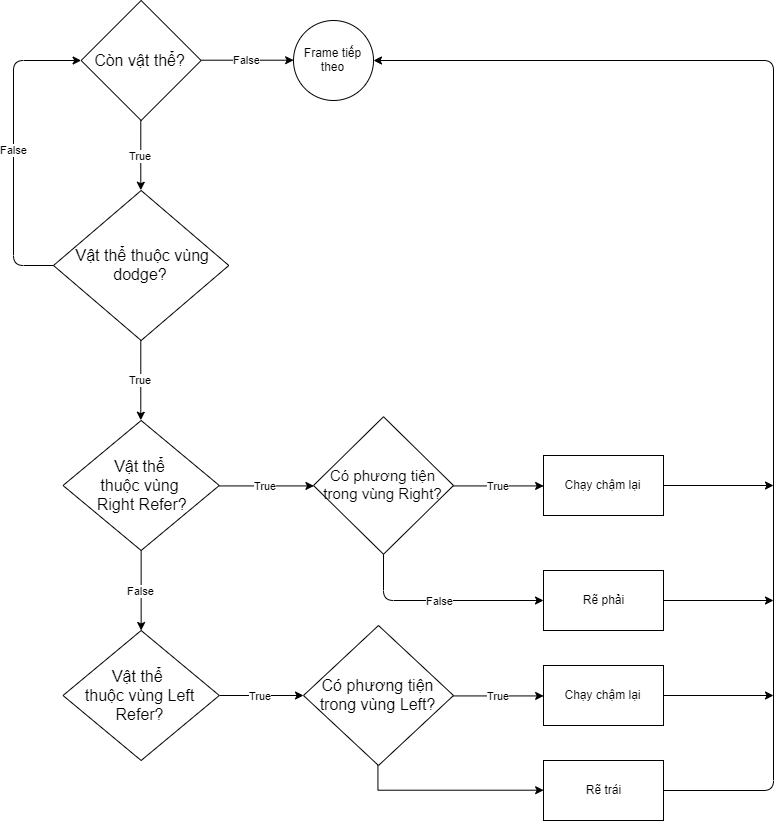 Còn vật thể?
False
Frame tiếp
theo
False
True
Vật thể thuộc vùng
dodge?
True
Vật thể
thuộc vùng
Right Refer?
True
Có phương tiện
trong vùng Right?
True
Chạy chậm lại
False
False
Rẽ phải
Vật thể
thuộc vùng Left
Refer?
True
Có phương tiện
trong vùng Left?
True
Chạy chậm lại
Rẽ trái